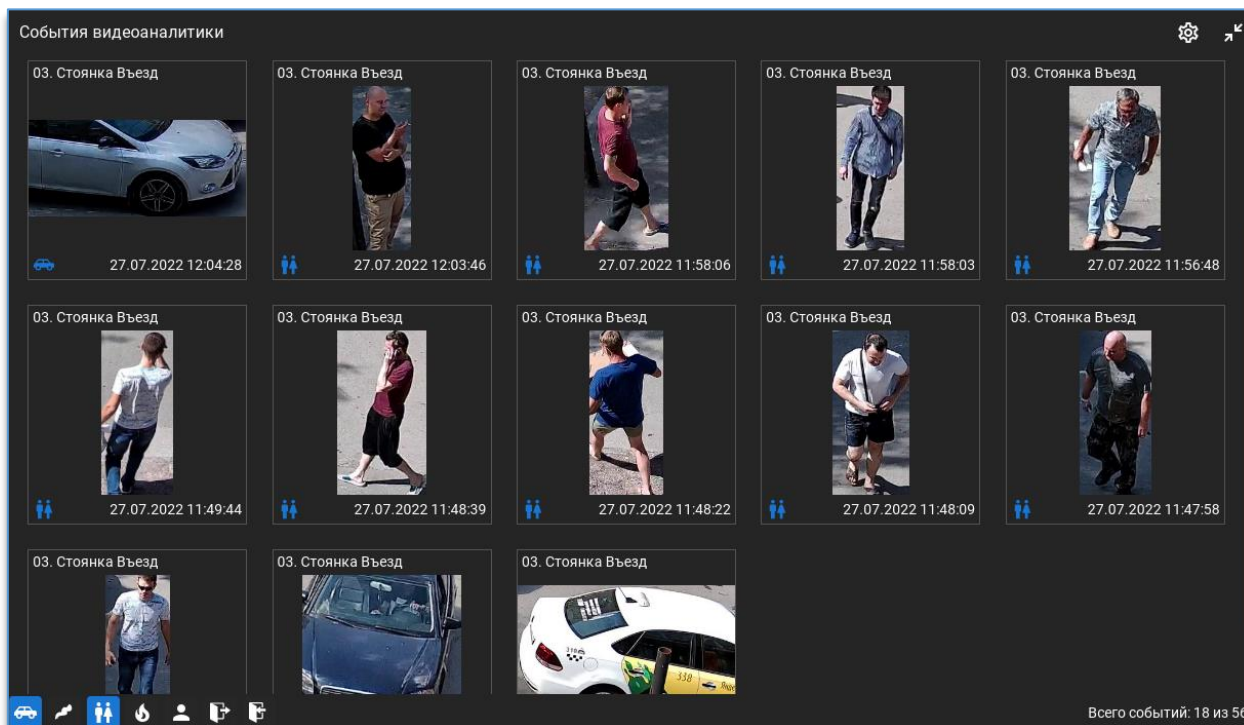 События видеоаналитики
03. Стоянка Въезд
27.07.2022 12:04:28
03. Стоянка Въезд
27.07.2022 12:03:46
03. Стоянка Въезд
27.07.2022 11:58:06
03. Стоянка Въезд
27.07.2022 11:58:03
03. Стоянка Въезд
27.07.2022 11:56:48
03. Стоянка Въезд
27.07.2022 11:49:44
03. Стоянка Въезд
27.07.2022 11:48:39
03. Стоянка Въезд
27.07.2022 11:48:22
03. Стоянка Въезд
27.07.2022 11:48:09
03. Стоянка Въезд
27.07.2022 11:47:58
03. Стоянка Въезд
03. Стоянка Въезд
03. Стоянка Въезд
338
Всего событий: 18 из 56